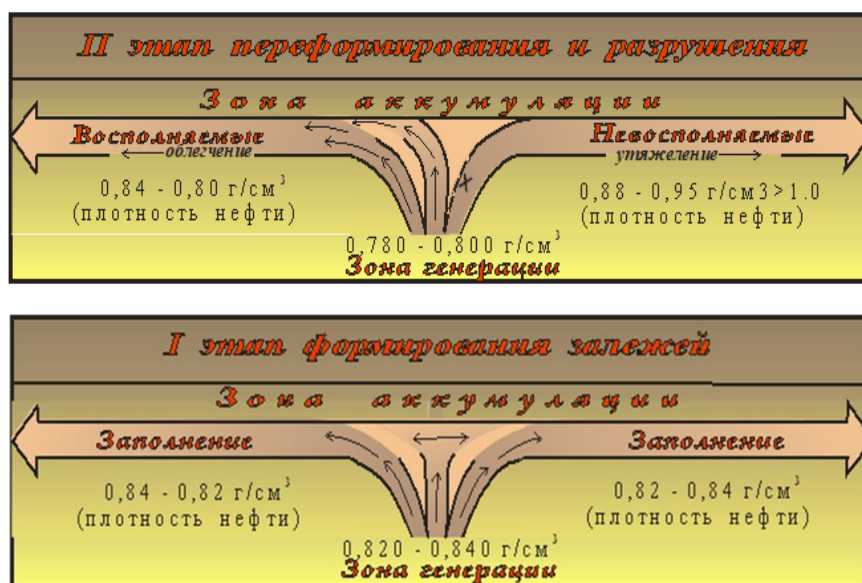 II этап переформирования и разрушения
Зона аккумуляции
Восполняемые
облегчение
0,84 - 0,80 г/см³
(плотность нефти)
Невосполняемые
утяжеление
0,88 - 0,95 г/см3>1.0
(плотность нефти)
0,780 - 0,800 г/см³
Зона генерации
I этап формирования залежей
Зона аккумуляции
Заполнение
0,84 - 0,82 г/см³
(плотность нефти)
Заполнение
0,82 - 0,84 г/см³
(плотность нефти)
0,820 - 0,840 г/см³
Зона генерации